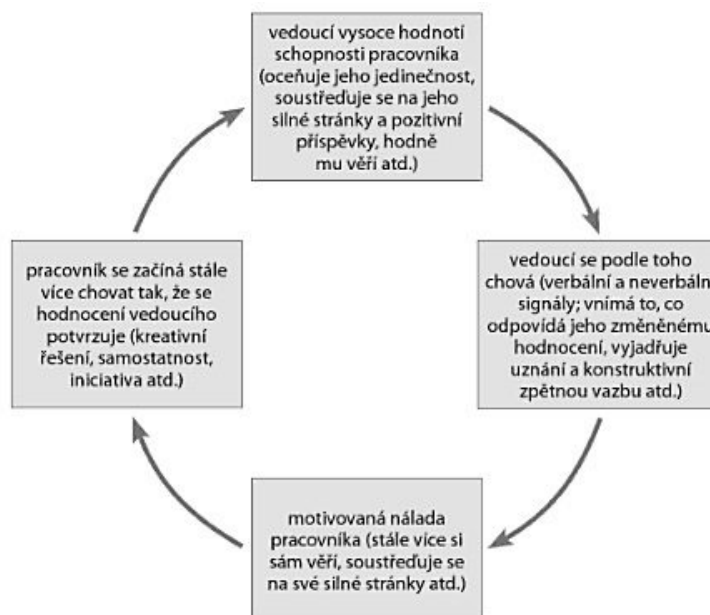 vedoucí vysoce hodnotí
schopnosti pracovníka
(oceňuje jeho jedinečnost,
soustřeďuje se na jeho
silné stránky a pozitivní
příspěvky, hodně
mu věří atd.)
vedoucí se podle toho
chová (verbální a neverbáln
signály; vnímá to, co
odpovídá jeho změněnému
hodnocení, vyjadřuje
uznání a konstruktivní
zpětnou vazbu atd.)
motivovaná nálada
pracovníka (stále více si
sám věří, soustřeďuje se
na své silné stránky atd.)
pracovník se začíná stále
více chovat tak, že se
hodnocení vedoucího
potvrzuje (kreativní
řešení, samostatnost,
iniciativa atd.)